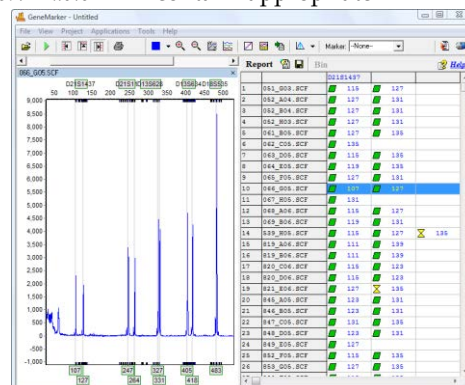 GeneMarker - Untitled
File View Project Applications Tools Help
Marker: -None-
Report Bin Help
066_G05.SCF
D21S1437
50 100 150 200 250 300 350 400 450 500
9,000
8,500
8,000
7,500
7,000
6,500
6,000
5,500
5,000
4,500
4,000
3,500
3,000
2,500
2,000
1,500
1,000
500
0
-500
-1,000
107 247 327 405 483
127 264 331 418
D21S1437
1 051_G03.SCF 115 127
2 052_A04.SCF 127 131
3 052_B04.SCF 127 131
4 052_H03.SCF 127 131
5 061_B05.SCF 127 135
6 062_C05.SCF 135
7 063_D05.SCF 115 135
8 064_E05.SCF 119 135
9 065_F05.SCF 127 131
10 066_G05.SCF 107 127
11 067_H05.SCF 131
12 068_A06.SCF 115 127
13 069_B06.SCF 119 131
14 539_H05.SCF 115 127 135
15 819_A06.SCF 111 139
16 819_B06.SCF 111 139
17 820_C06.SCF 115 123
18 820_D06.SCF 115 123
19 821_E06.SCF 127 135
20 845_A05.SCF 123 131
21 846_B05.SCF 123 131
22 847_C05.SCF 131 135
23 848_D05.SCF 123 131
24 849_E05.SCF 127
25 852_F05.SCF 115 135
26 853_G05.SCF 127 135